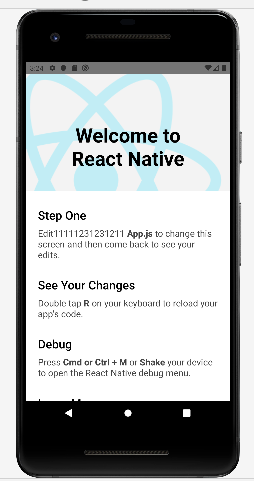 5:24
Welcome to
React Native
Step One
Edit11111231231211 App.js to change this
screen and then come back to see your
edits.
See Your Changes
Double tap R on your keyboard to reload your
app's code.
Debug
Press Cmd or Ctrl + M or Shake your device
to open the React Native debug menu.